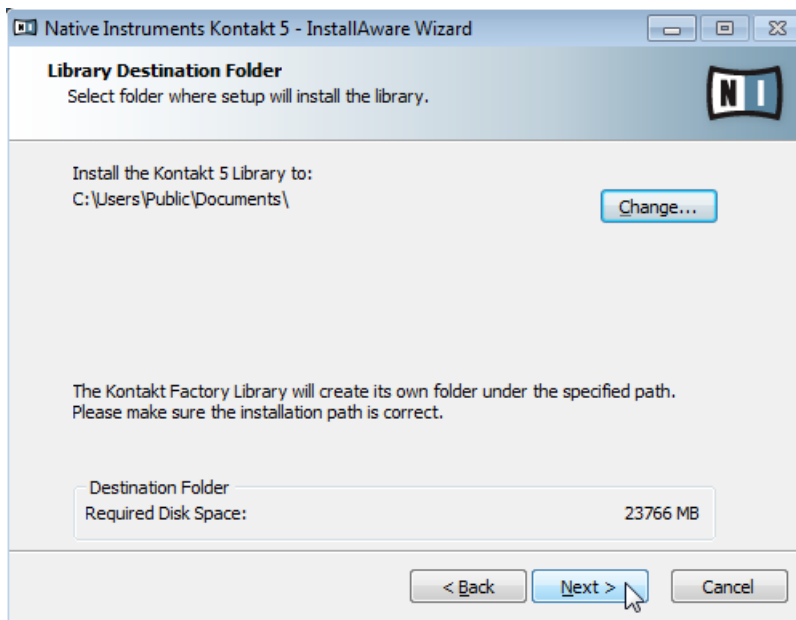 Native Instruments Kontakt 5 - InstallAware Wizard
Library Destination Folder
Select folder where setup will install the library.
NI
Install the Kontakt 5 Library to:
C:\Users\Public\Documents\
Change...
The Kontakt Factory Library will create its own folder under the specified path.
Please make sure the installation path is correct.
Destination Folder
Required Disk Space: 23766 MB
< Back Next > Cancel